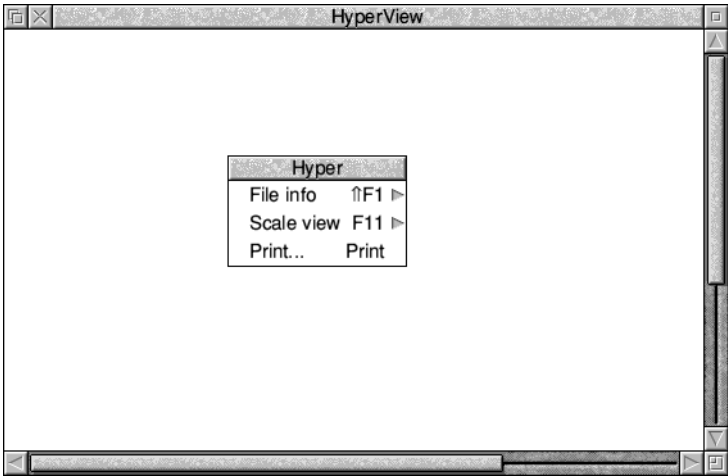 HyperView
Hyper
File info ⇑F1
Scale view F11
Print... Print